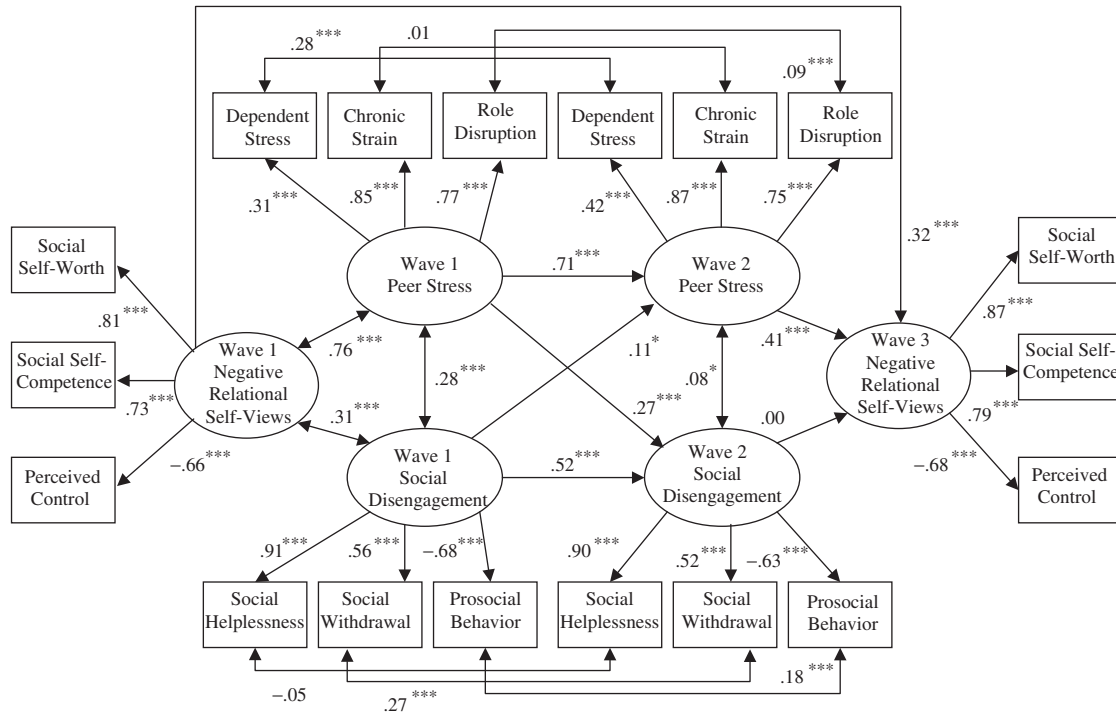 .28***
.01
.09***
Dependent
Stress
Chronic
Strain
Role
Disruption
Dependent
Stress
Chronic
Strain
Role
Disruption
.31***
.85***
.77***
.42***
.87***
.75***
Social
Self-Worth
Wave 1
Peer Stress
.71***
Wave 2
Peer Stress
.32***
Social
Self-Worth
.81***
.76***
.11*
.41***
.87***
Social Self-
Competence
Wave 1
Negative
Relational
Self-Views
.28***
.08*
Wave 3
Negative
Relational
Self-Views
Social Self-
Competence
.73***
.31***
.27***
.00
.79***
–.66***
Wave 1
Social
Disengagement
.52***
Wave 2
Social
Disengagement
–.68***
Perceived
Control
Perceived
Control
.91***
.56***
–.68***
.90***
.52***
–.63***
Social
Helplessness
Social
Withdrawal
Prosocial
Behavior
Social
Helplessness
Social
Withdrawal
Prosocial
Behavior
–.05
.27***
.18***